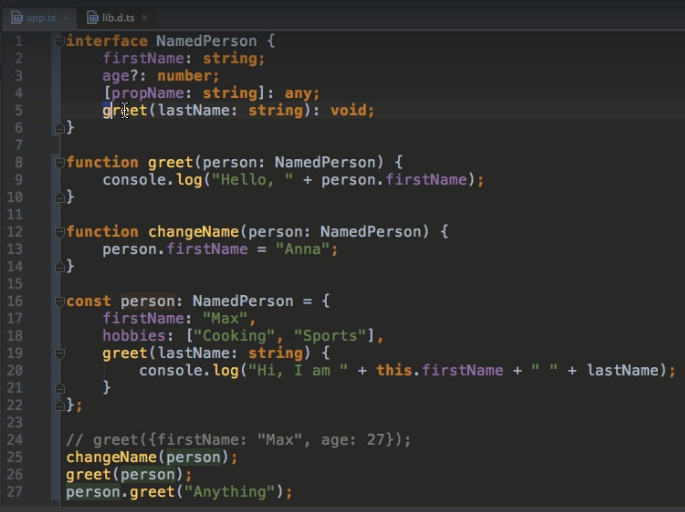 app.ts × lib.d.ts ×
1 interface NamedPerson {
2 firstName: string;
3 age?: number;
4 [propName: string]: any;
5 greet(lastName: string): void;
6 }
7
8 function greet(person: NamedPerson) {
9 console.log("Hello, " + person.firstName);
10 }
11
12 function changeName(person: NamedPerson) {
13 person.firstName = "Anna";
14 }
15
16 const person: NamedPerson = {
17 firstName: "Max",
18 hobbies: ["Cooking", "Sports"],
19 greet(lastName: string) {
20 console.log("Hi, I am " + this.firstName + " " + lastName);
21 }
22 };
23
24 // greet({firstName: "Max", age: 27});
25 changeName(person);
26 greet(person);
27 person.greet("Anything");